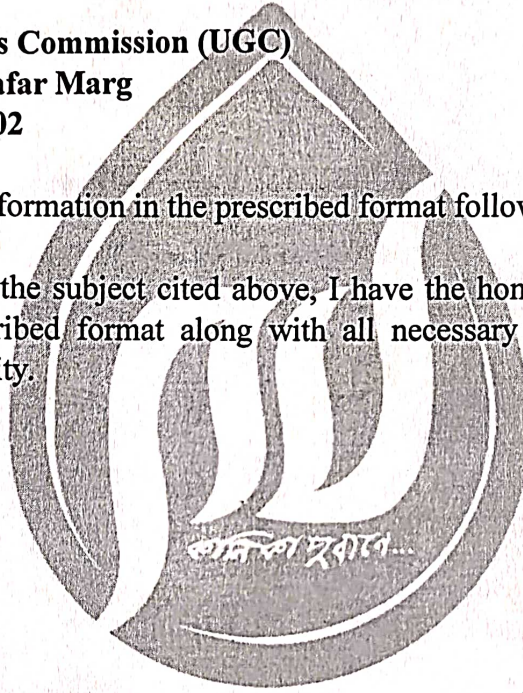 s Commission (UGC)
afar Marg
02
formation in the prescribed format follow
the subject cited above, I have the hon
ribed format along with all necessary
ity.